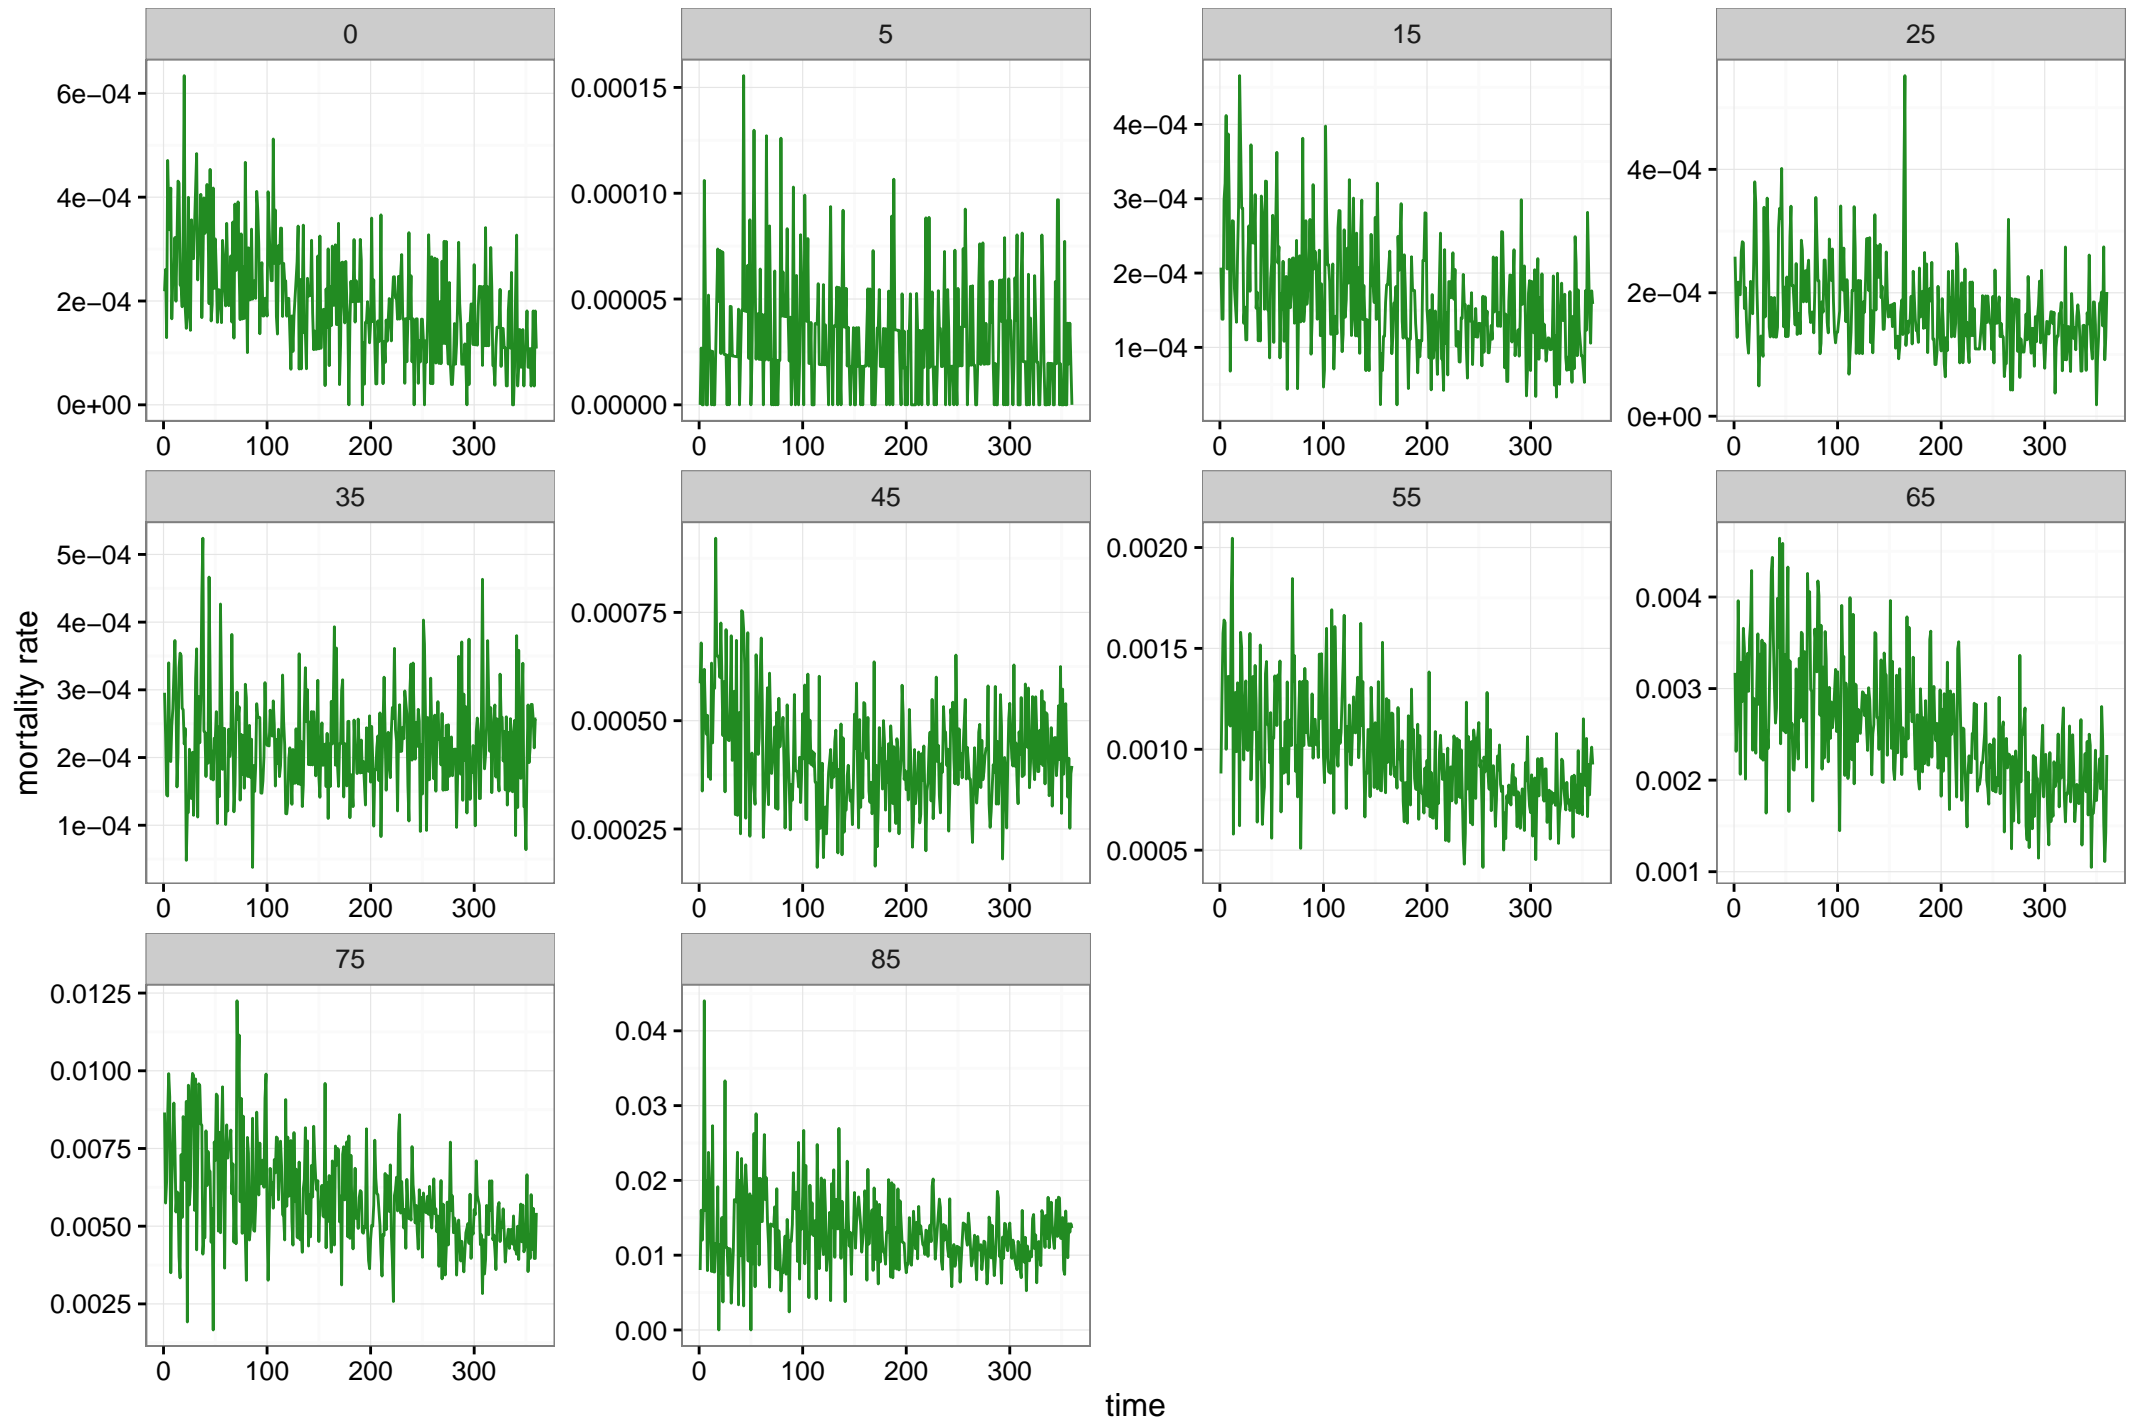 0 5 15 25
6e−04
4e−04
2e−04
0e+00
0 100 200 300
0.00015
0.00010
0.00005
0.00000
0 100 200 300
4e−04
3e−04
2e−04
1e−04
0 100 200 300
4e−04
2e−04
0e+00
0 100 200 300
35 45 55 65
mortality rate
5e−04
4e−04
3e−04
2e−04
1e−04
0 100 200 300
0.00075
0.00050
0.00025
0 100 200 300
0.0020
0.0015
0.0010
0.0005
0 100 200 300
0.004
0.003
0.002
0.001
0 100 200 300
75 85
0.0125
0.0100
0.0075
0.0050
0.0025
0 100 200 300
0.04
0.03
0.02
0.01
0.00
0 100 200 300
time